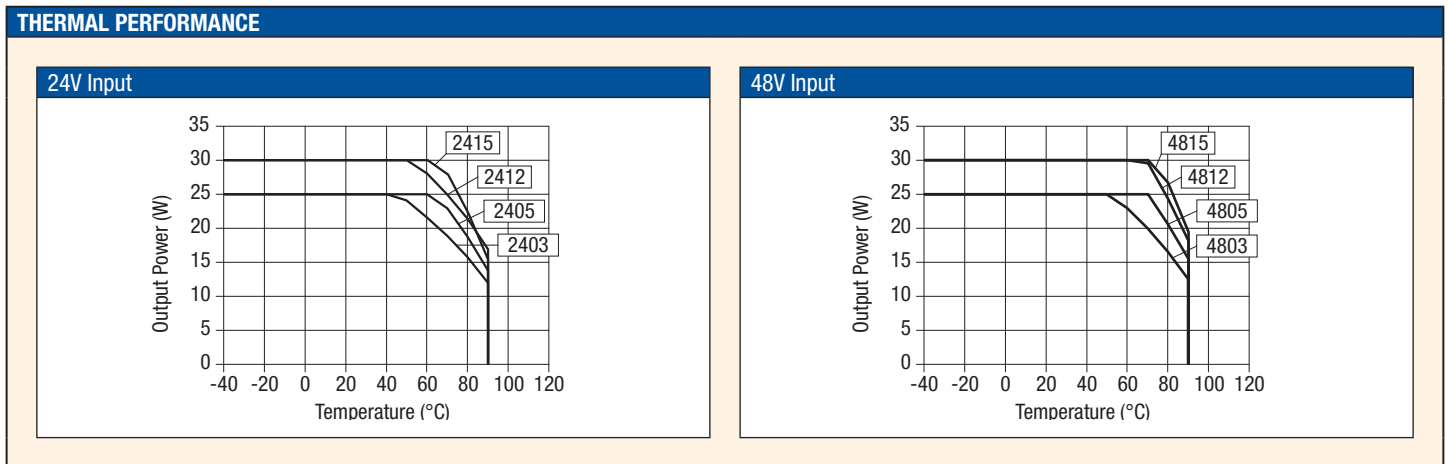 THERMAL PERFORMANCE
24V Input
35
30
25
20
15
10
5
0
Output Power (W)
2415
2412
2405
2403
-40 -20 0 20 40 60 80 100 120
Temperature (°C)
48V Input
35
30
25
20
15
10
5
0
Output Power (W)
4815
4812
4805
4803
-40 -20 0 20 40 60 80 100 120
Temperature (°C)